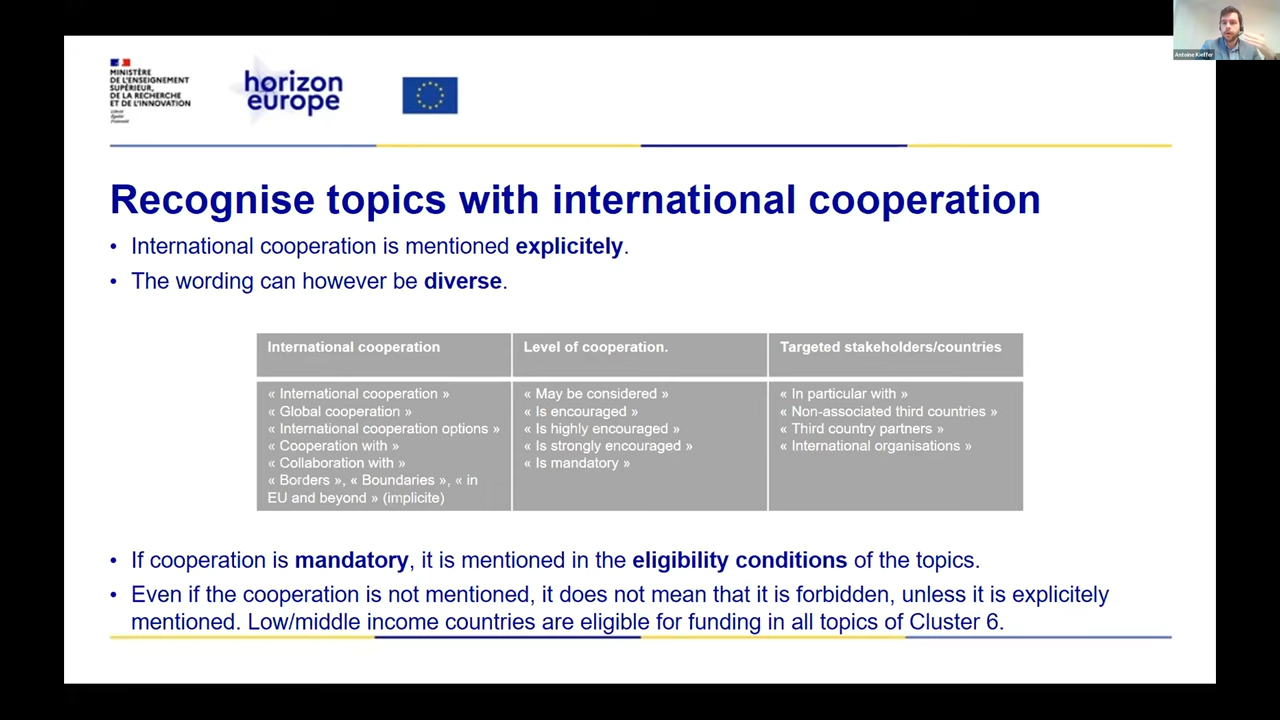 Antoine Kieffer
MINISTÈRE
DE L'ENSEIGNEMENT
SUPÉRIEUR,
DE LA RECHERCHE
ET DE L'INNOVATION
Liberté
Égalité
Fraternité
horizon
europe
Recognise topics with international cooperation
• International cooperation is mentioned explicitely.
• The wording can however be diverse.
International cooperation
Level of cooperation.
Targeted stakeholders/countries
« International cooperation »
« Global cooperation »
« International cooperation options »
« Cooperation with »
« Collaboration with »
« Borders », « Boundaries », « in
EU and beyond » (implicite)
« May be considered »
« Is encouraged »
« Is highly encouraged »
« Is strongly encouraged »
« Is mandatory »
« In particular with »
« Non-associated third countries »
« Third country partners »
« International organisations »
• If cooperation is mandatory, it is mentioned in the eligibility conditions of the topics.
• Even if the cooperation is not mentioned, it does not mean that it is forbidden, unless it is explicitely
mentioned. Low/middle income countries are eligible for funding in all topics of Cluster 6.